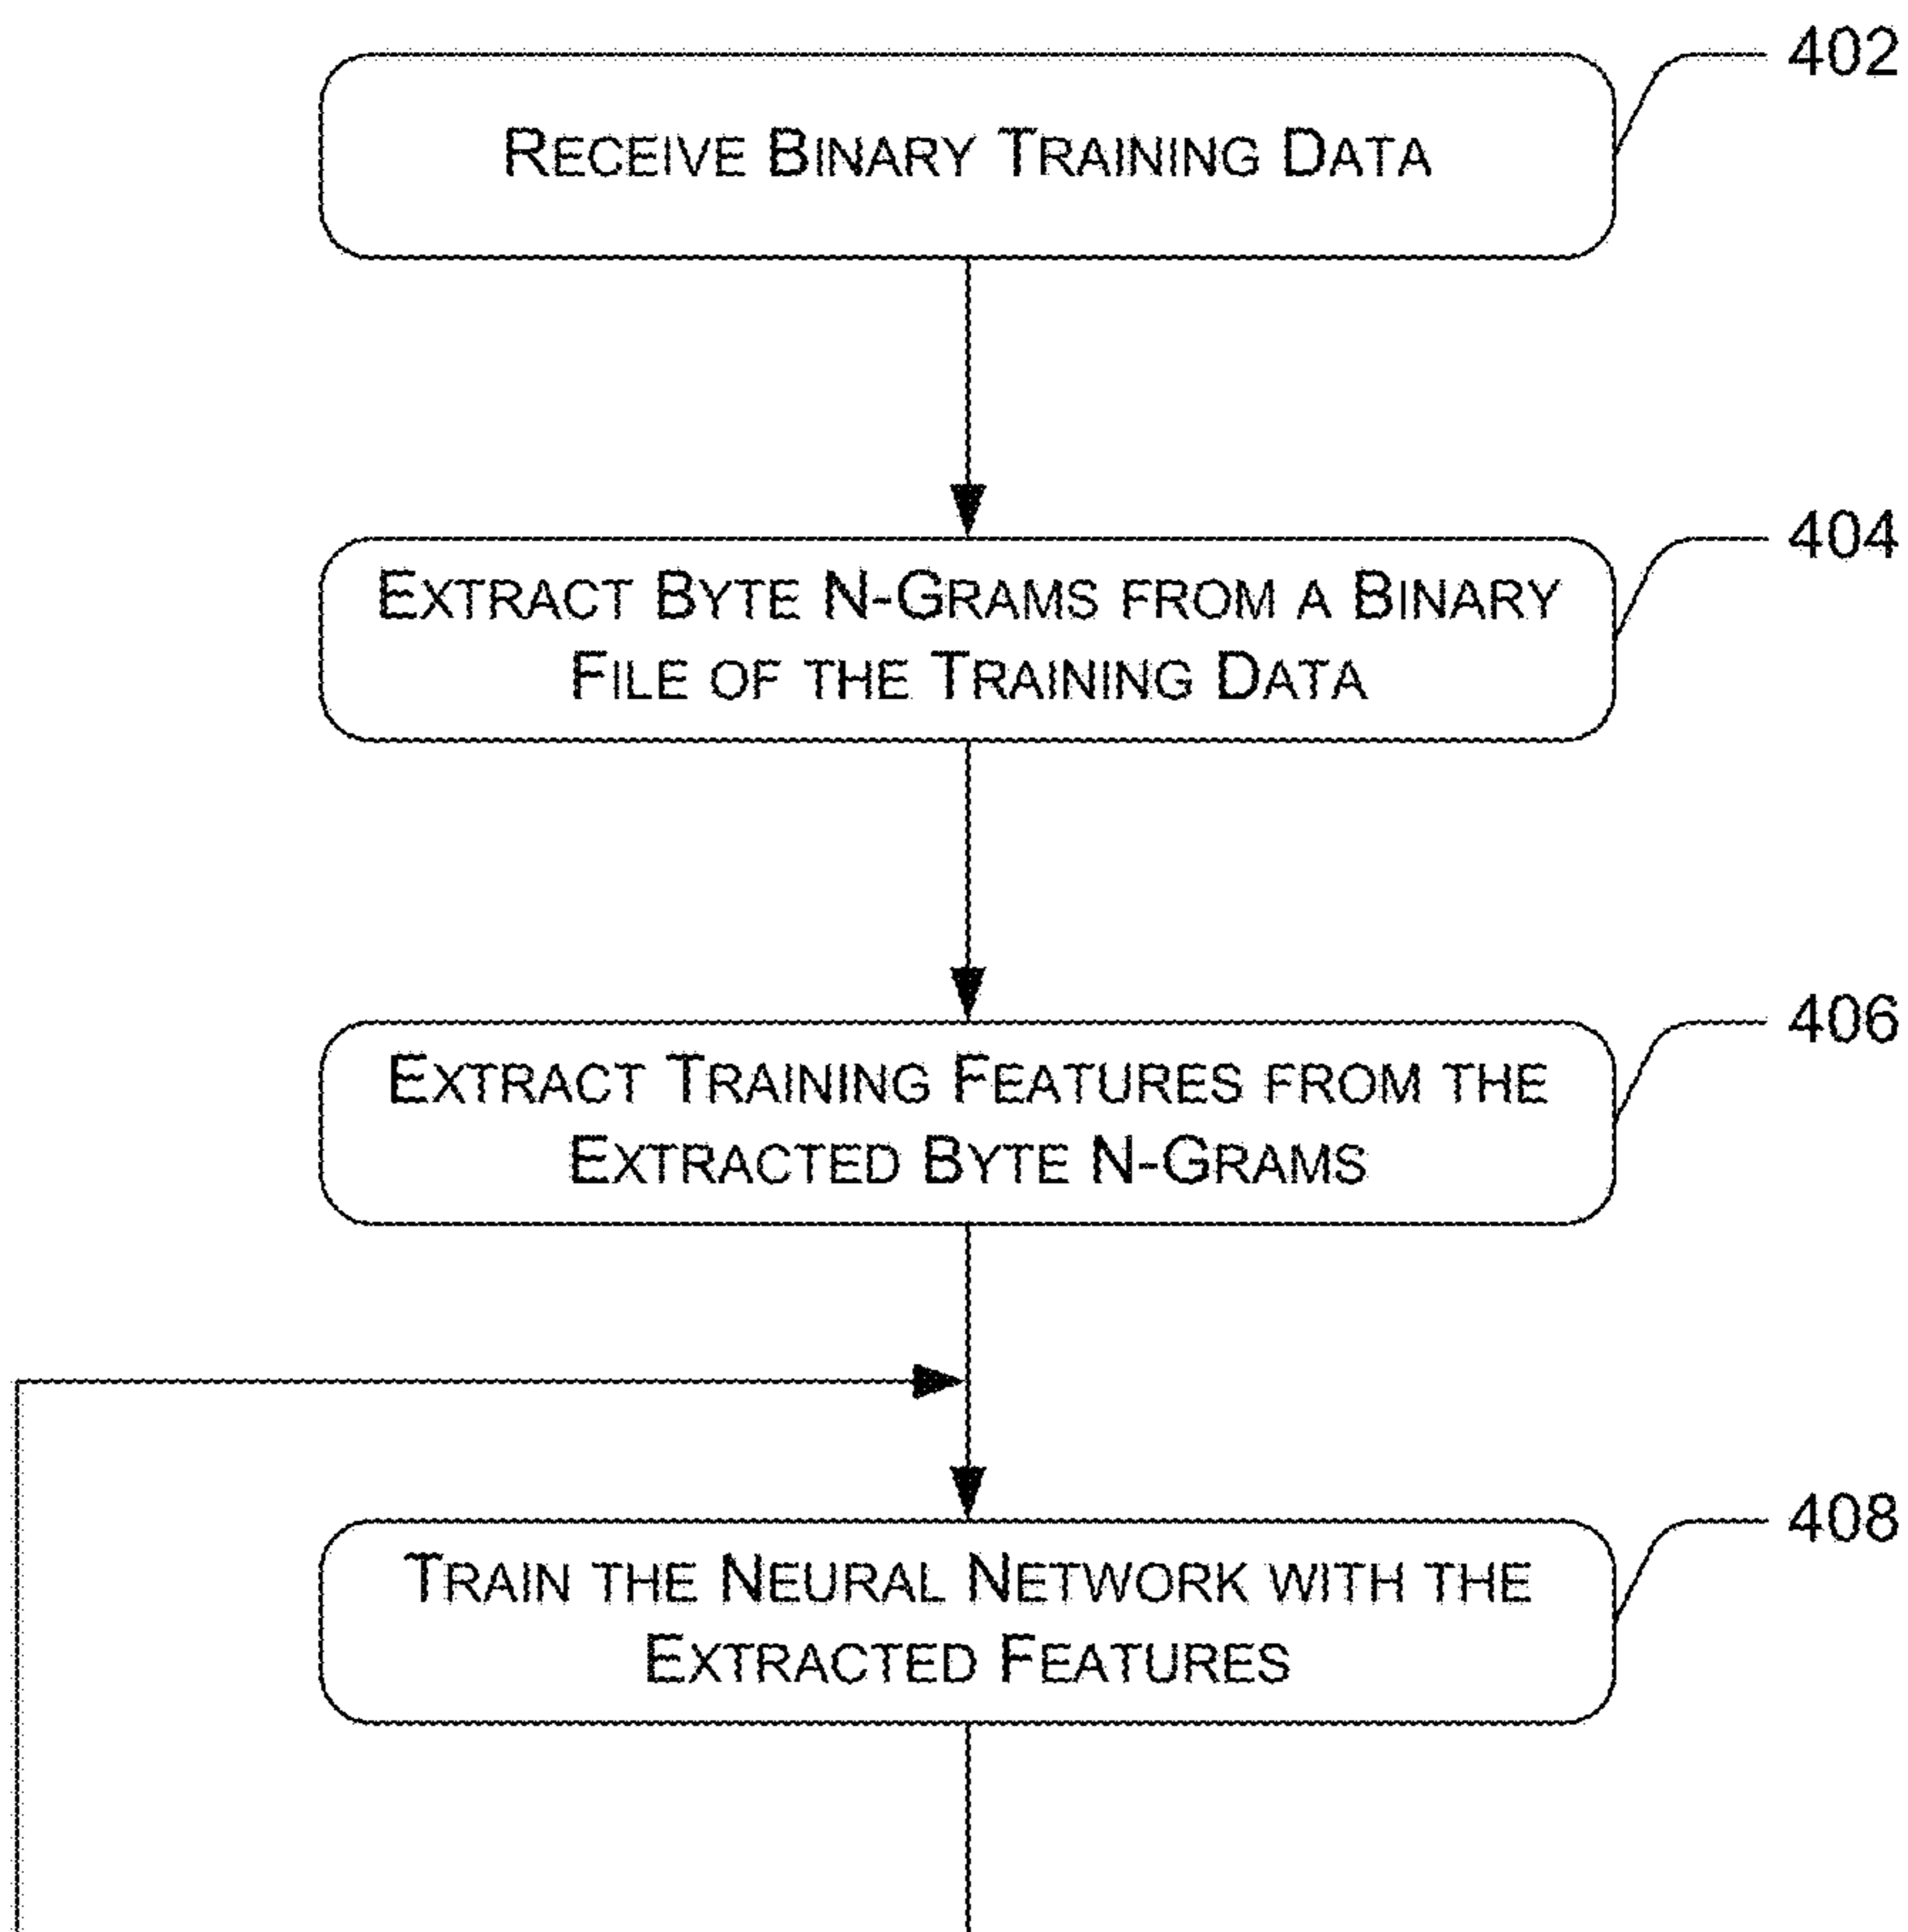 402
RECEIVE BINARY TRAINING DATA
404
EXTRACT BYTE N-GRAMS FROM A BINARY
FILE OF THE TRAINING DATA
406
EXTRACT TRAINING FEATURES FROM THE
EXTRACTED BYTE N-GRAMS
408
TRAIN THE NEURAL NETWORK WITH THE
EXTRACTED FEATURES